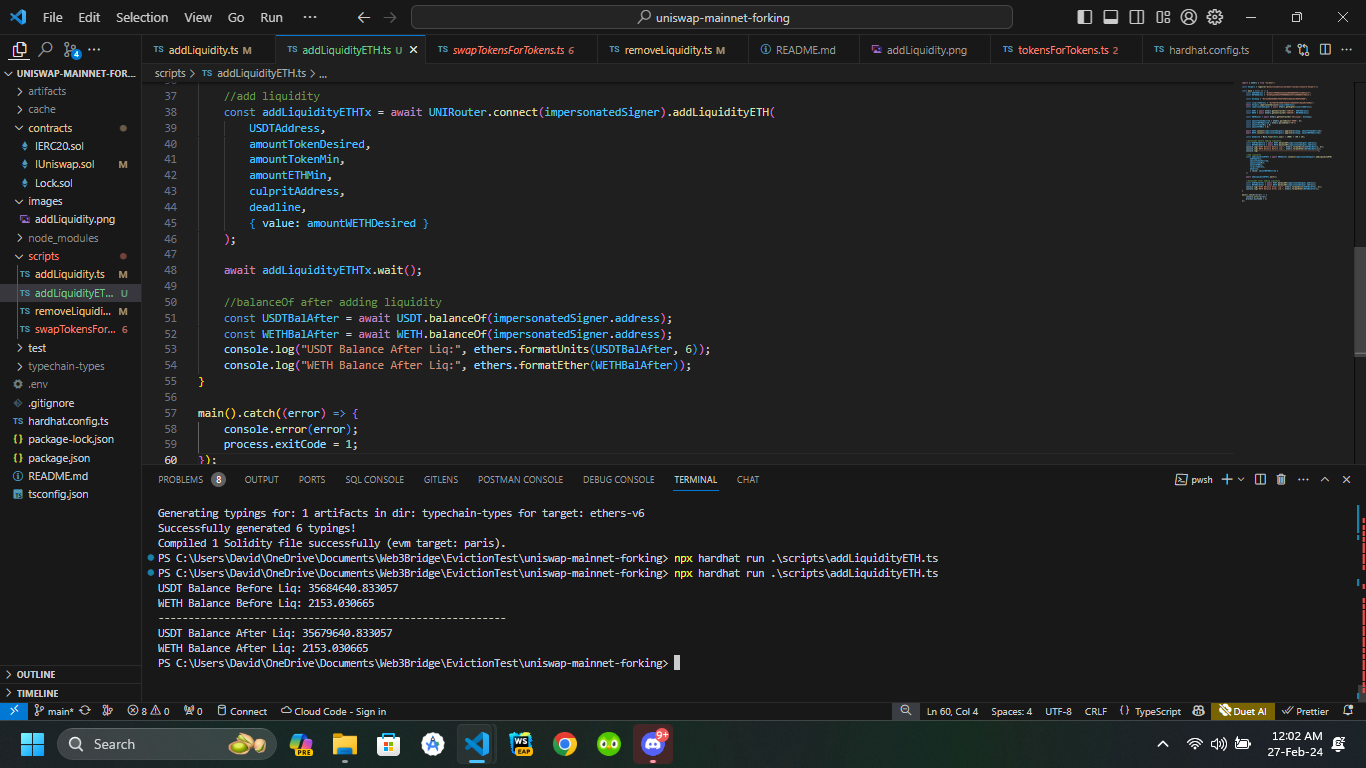 File Edit Selection View Go Run ··· uniswap-mainnet-forking
addLiquidity.ts M addLiquidityETH.ts U swapTokensForTokens.ts 6 removeLiquidity.ts M README.md addLiquidity.png tokensForTokens.ts 2 hardhat.config.ts
scripts > addLiquidityETH.ts > ...
UNISWAP-MAINNET-FOR...
artifacts
cache
contracts
IERC20.sol
IUniswap.sol M
Lock.sol
images
addLiquidity.png
node_modules
scripts
addLiquidity.ts M
addLiquidityET... U
removeLiquidi... M
swapTokensFor... 6
test
typechain-types
.env
.gitignore
hardhat.config.ts
package-lock.json
package.json
README.md
tsconfig.json
OUTLINE
TIMELINE
37 //add liquidity
38 const addLiquidityETHTx = await UNIRouter.connect(impersonatedSigner).addLiquidityETH(
39 USDTAddress,
40 amountTokenDesired,
41 amountTokenMin,
42 amountETHMin,
43 culpritAddress,
44 deadline,
45 { value: amountWETHDesired }
46 );
47
48 await addLiquidityETHTx.wait();
49
50 //balanceOf after adding liquidity
51 const USDTBalAfter = await USDT.balanceOf(impersonatedSigner.address);
52 const WETHBalAfter = await WETH.balanceOf(impersonatedSigner.address);
53 console.log("USDT Balance After Liq:", ethers.formatUnits(USDTBalAfter, 6));
54 console.log("WETH Balance After Liq:", ethers.formatEther(WETHBalAfter));
55 }
56
57 main().catch((error) => {
58 console.error(error);
59 process.exitCode = 1;
60 });
PROBLEMS 8 OUTPUT PORTS SQL CONSOLE GITLENS POSTMAN CONSOLE DEBUG CONSOLE TERMINAL CHAT pwsh
Generating typings for: 1 artifacts in dir: typechain-types for target: ethers-v6
Successfully generated 6 typings!
Compiled 1 Solidity file successfully (evm target: paris).
PS C:\Users\David\OneDrive\Documents\Web3Bridge\EvictionTest\uniswap-mainnet-forking> npx hardhat run .\scripts\addLiquidityETH.ts
PS C:\Users\David\OneDrive\Documents\Web3Bridge\EvictionTest\uniswap-mainnet-forking> npx hardhat run .\scripts\addLiquidityETH.ts
USDT Balance Before Liq: 35684640.833057
WETH Balance Before Liq: 2153.030665
----------------------------------------------------------
USDT Balance After Liq: 35679640.833057
WETH Balance After Liq: 2153.030665
PS C:\Users\David\OneDrive\Documents\Web3Bridge\EvictionTest\uniswap-mainnet-forking>
main* 8 0 0 Connect Cloud Code - Sign in Ln 60, Col 4 Spaces: 4 UTF-8 CRLF { } TypeScript Duet AI Prettier
Search PRE WS EAP 9+ 12:02 AM
27-Feb-24